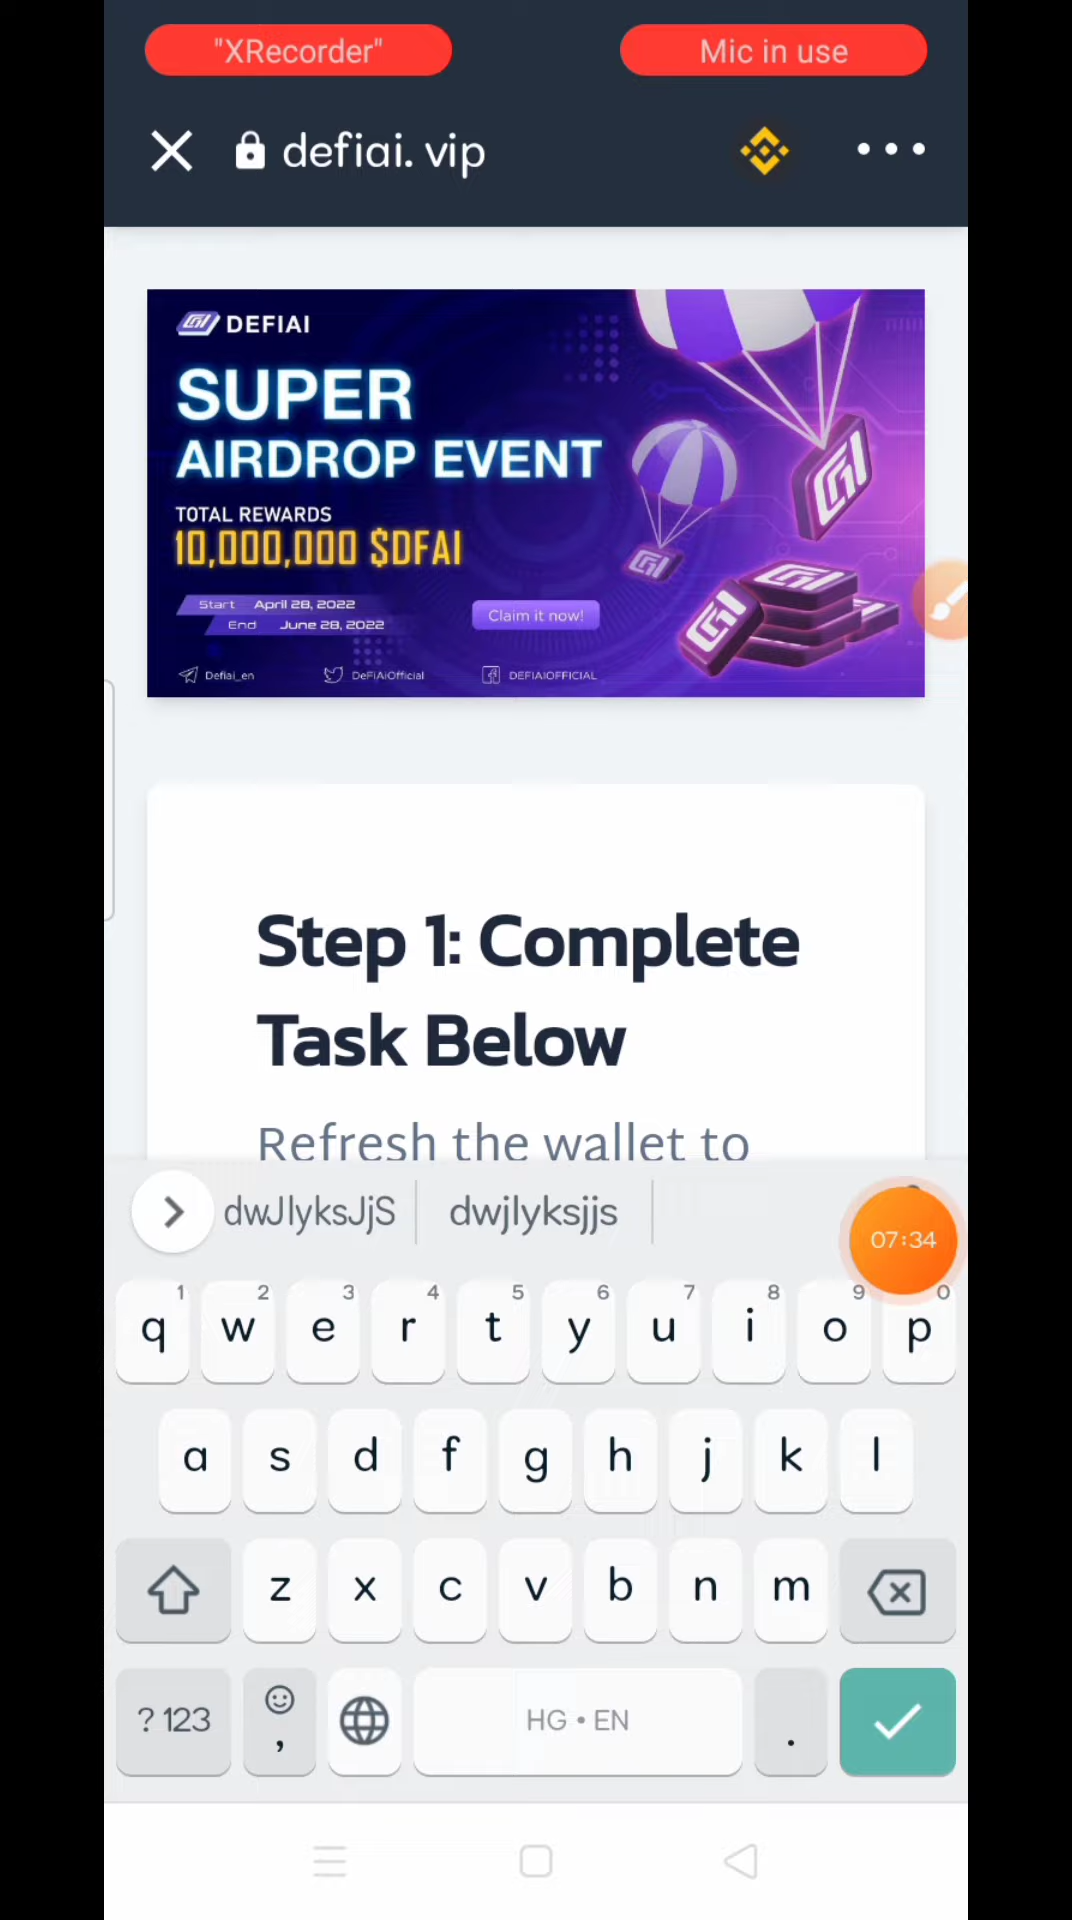 "XRecorder"
Mic in use
defiai. vip
DEFIAI
SUPER
AIRDROP EVENT
TOTAL REWARDS
10,000,000 $DFAI
Start April 28, 2022
End June 28, 2022
Claim it now!
Defiai_en
DeFiAiOfficial
DEFIAIOFFICIAL
Step 1: Complete
Task Below
Refresh the wallet to
dwJlyksJjS
dwjlyksjjs
07:34
1 2 3 4 5 6 7 8 9 0
q w e r t y u i o p
a s d f g h j k l
z x c v b n m
?123 , HG • EN .